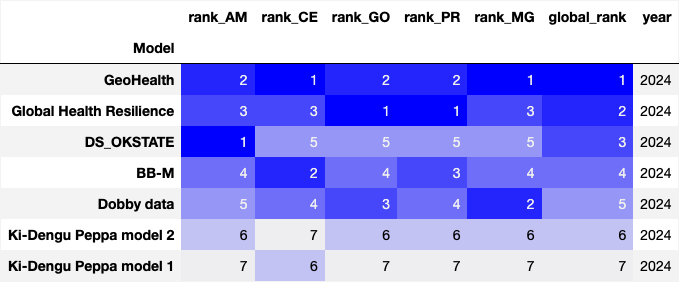 rank_AM rank_CE rank_GO rank_PR rank_MG global_rank year
Model
GeoHealth 2 1 2 2 1 1 2024
Global Health Resilience 3 3 1 1 3 2 2024
DS_OKSTATE 1 5 5 5 5 3 2024
BB-M 4 2 4 3 4 4 2024
Dobby data 5 4 3 4 2 5 2024
Ki-Dengu Peppa model 2 6 7 6 6 6 6 2024
Ki-Dengu Peppa model 1 7 6 7 7 7 7 2024